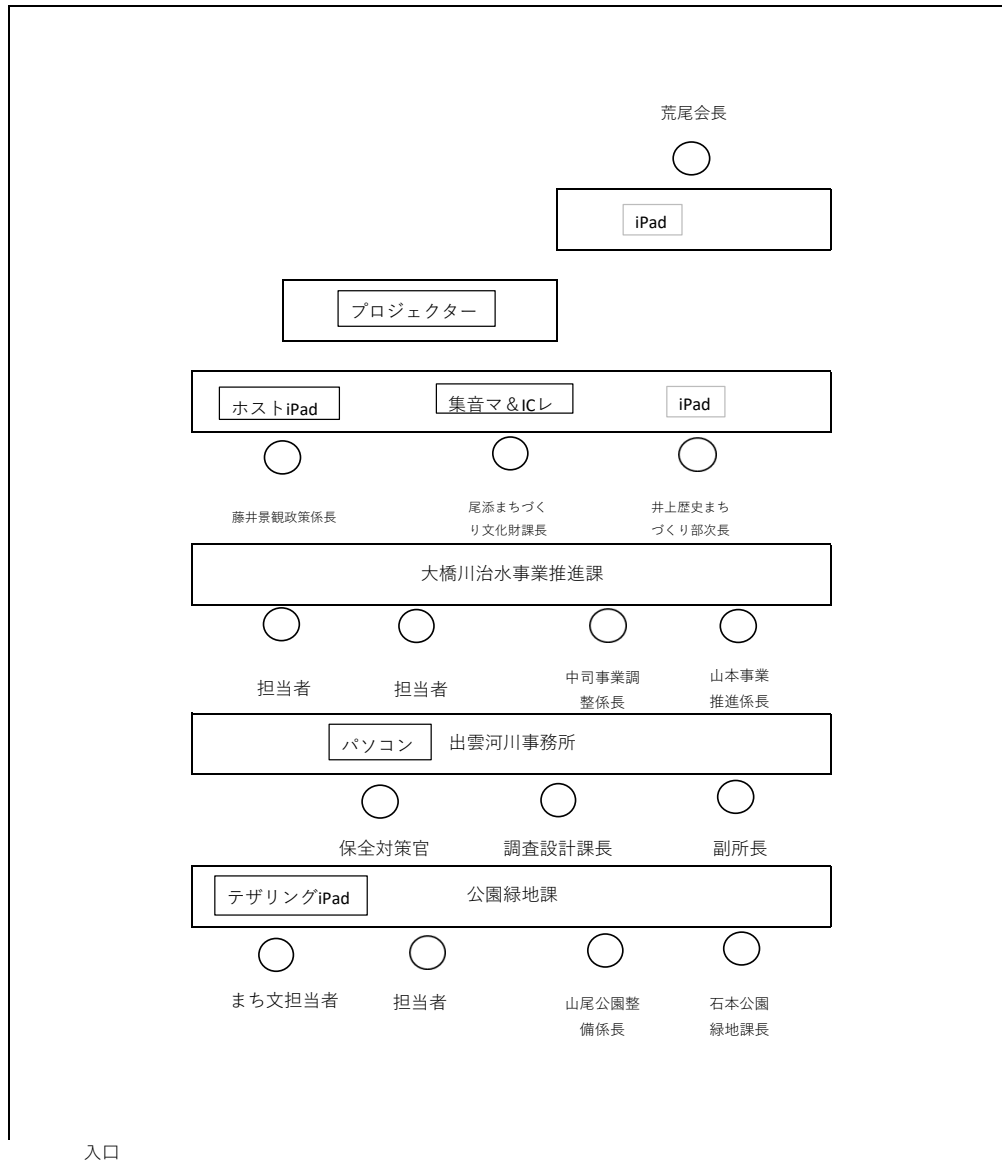 荒尾会長
iPad
プロジェクター
ホストiPad
集音マ&ICレ
iPad
藤井景観政策係長
尾添まちづく
り文化財課長
井上歴史まち
づくり部次長
大橋川治水事業推進課
担当者
担当者
中司事業調
整係長
山本事業
推進係長
パソコン
出雲河川事務所
保全対策官
調査設計課長
副所長
テザリングiPad
公園緑地課
まち文担当者
担当者
山尾公園整
備係長
石本公園
緑地課長
入口